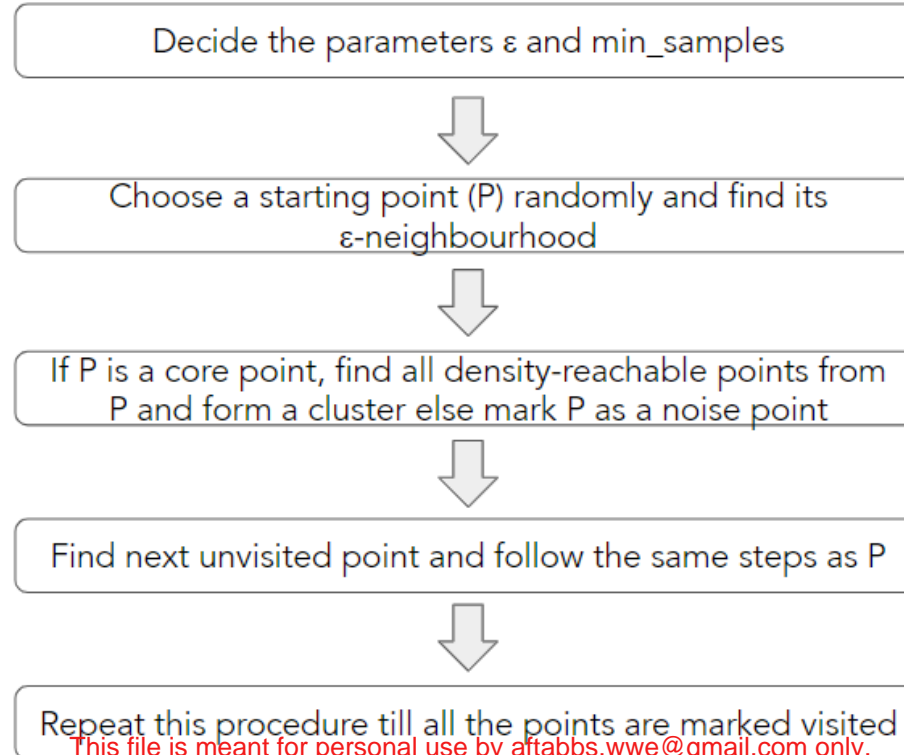 Decide the parameters ε and min_samples
Choose a starting point (P) randomly and find its
ε-neighbourhood
If P is a core point, find all density-reachable points from
P and form a cluster else mark P as a noise point
Find next unvisited point and follow the same steps as P
Repeat this procedure till all the points are marked visited
This file is meant for personal use by aftabbs.wwe@gmail.com only.